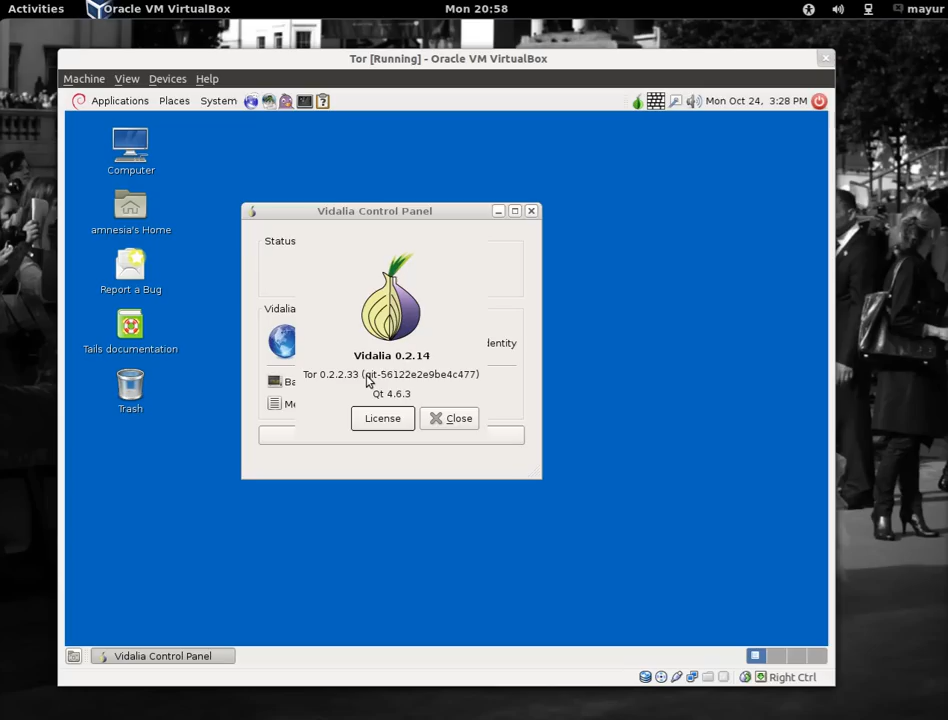 Activities Oracle VM VirtualBox Mon 20:58 mayur
Tor [Running] - Oracle VM VirtualBox
Machine View Devices Help
Applications Places System Mon Oct 24, 3:28 PM
Computer
amnesia's Home
Report a Bug
Tails documentation
Trash
Vidalia Control Panel
Status
Vidalia
dentity
Ba
Me
Vidalia 0.2.14
Tor 0.2.2.33 (git-56122e2e9be4c477)
Qt 4.6.3
License Close
Vidalia Control Panel
Right Ctrl